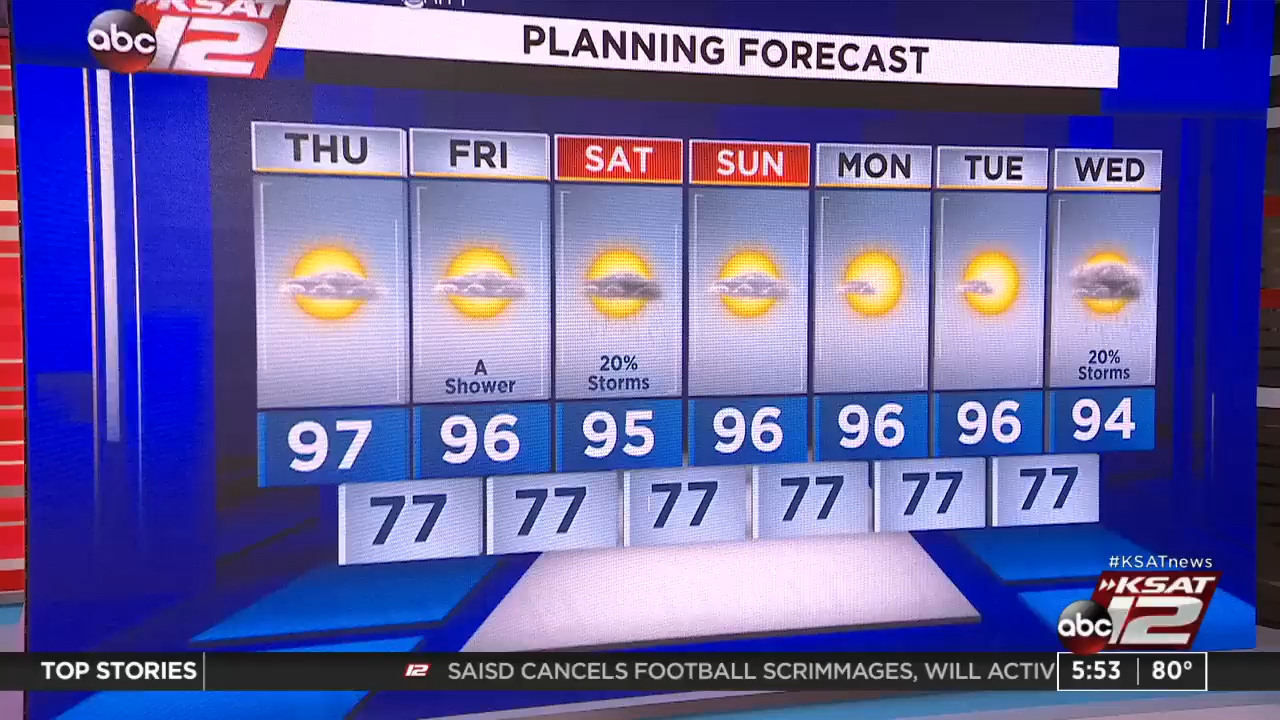 abc
KSAT
12
PLANNING FORECAST
THU FRI SAT SUN MON TUE WED
A
Shower
20%
Storms
20%
Storms
97 96 95 96 96 96 94
77 77 77 77 77 77
#KSATnews
KSAT
abc 12
TOP STORIES 12 SAISD CANCELS FOOTBALL SCRIMMAGES, WILL ACTIV 5:53 80°